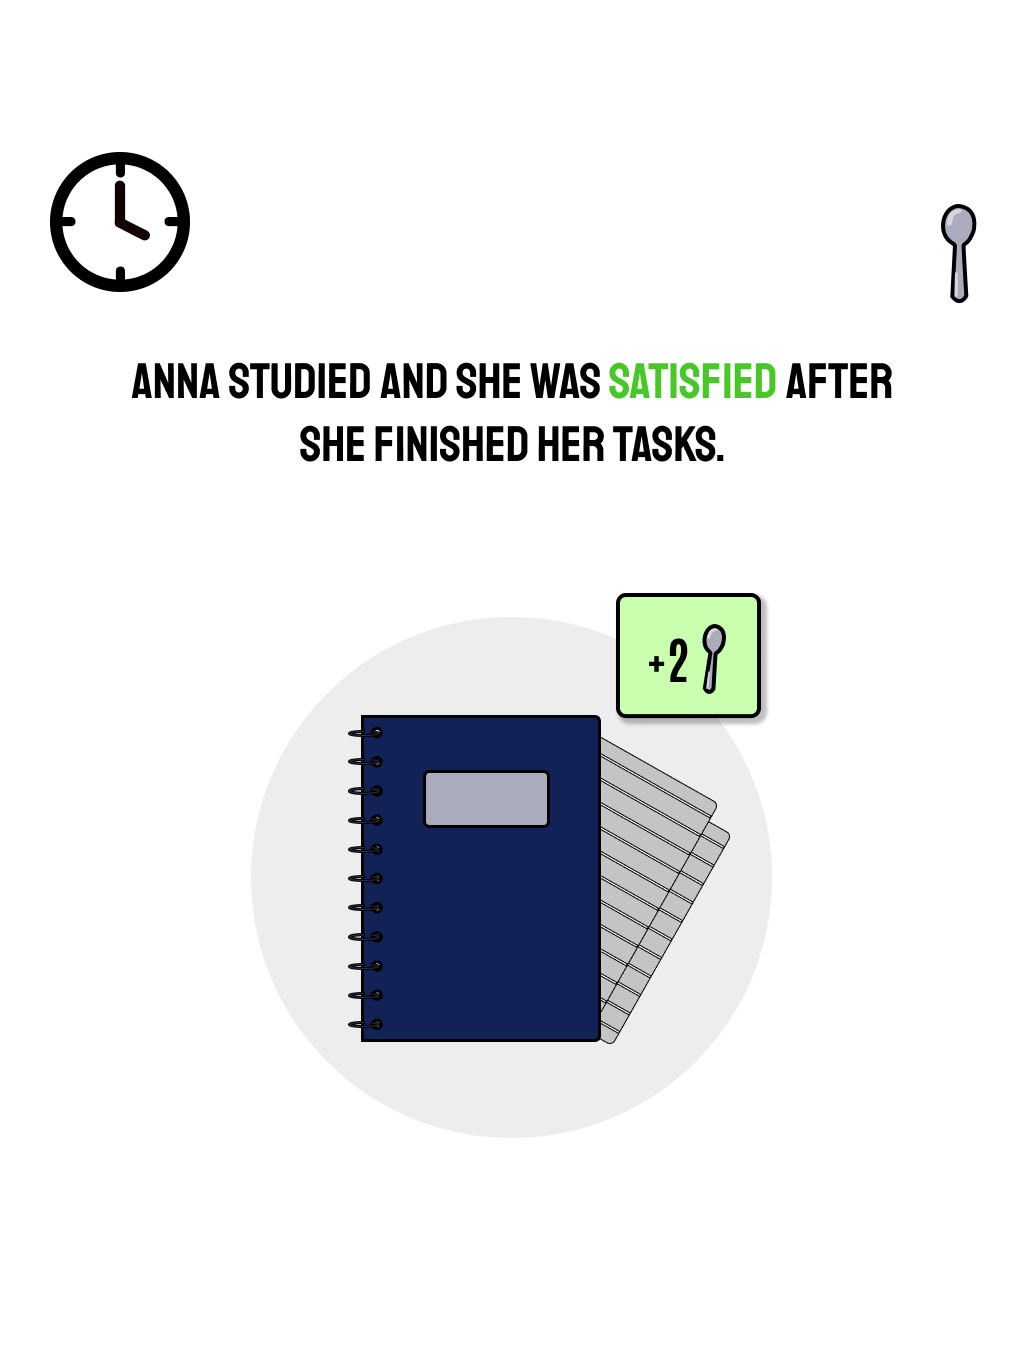 ANNA STUDIED AND SHE WAS SATISFIED AFTER
SHE FINISHED HER TASKS.
+2